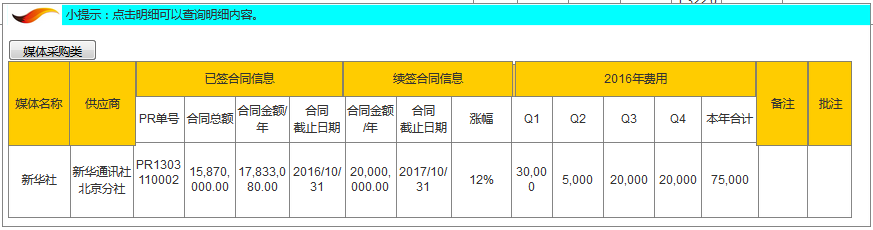 小提示：点击明细可以查询明细内容。
媒体采购类
媒体名称 供应商 已签合同信息 续签合同信息 2016年费用 备注 批注
PR单号 合同总额 合同金额/年 合同截止日期 合同金额/年 合同截止日期 涨幅 Q1 Q2 Q3 Q4 本年合计
新华社 新华通讯社北京分社 PR1303110002 15,870,000.00 17,833,080.00 2016/10/31 20,000,000.00 2017/10/31 12% 30,000 5,000 20,000 20,000 75,000